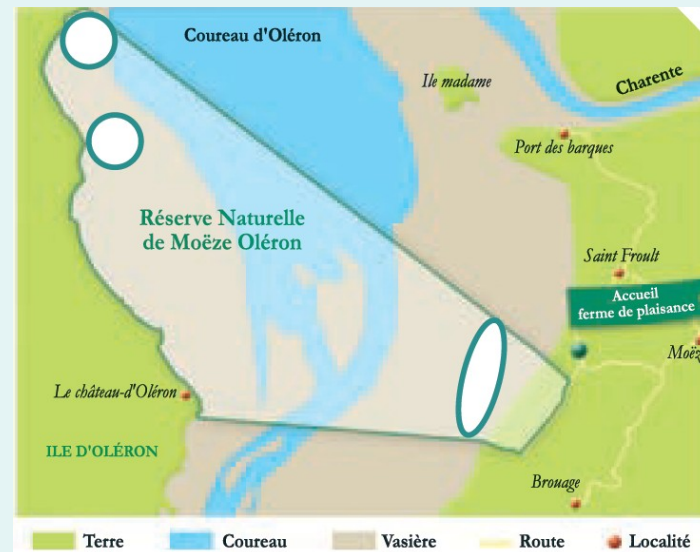 Coureau d'Oléron
Ile madame
Charente
Port des barques
Réserve Naturelle
de Moëze Oléron
Saint Froult
Accueil
ferme de plaisance
Moëz
Le château-d'Oléron
ILE D'OLÉRON
Brouage
Terre
Coureau
Vasière
Route
Localité